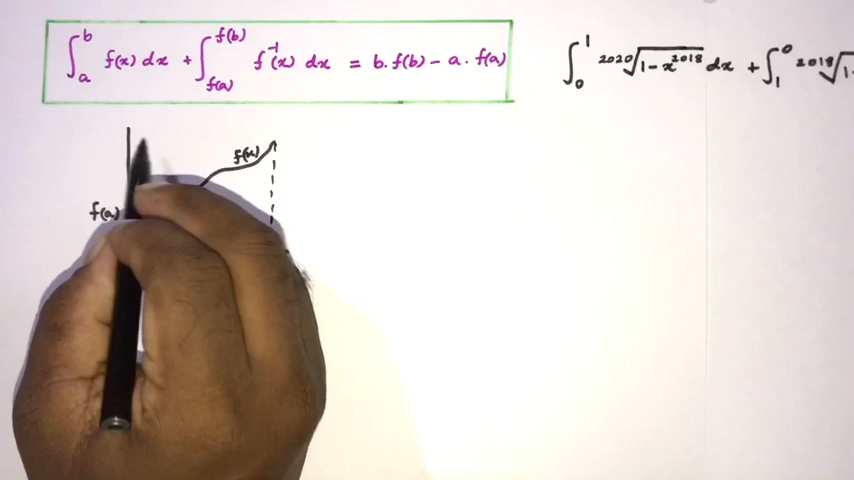 ∫_a^b f(x) dx + ∫_{f(a)}^{f(b)} f^{-1}(x) dx = b.f(b) - a.f(a)
∫_0^1 ^{2020}√(1-x^{2018}) dx + ∫_1^0 ^{2018}√(1-
f(x)
f(a)